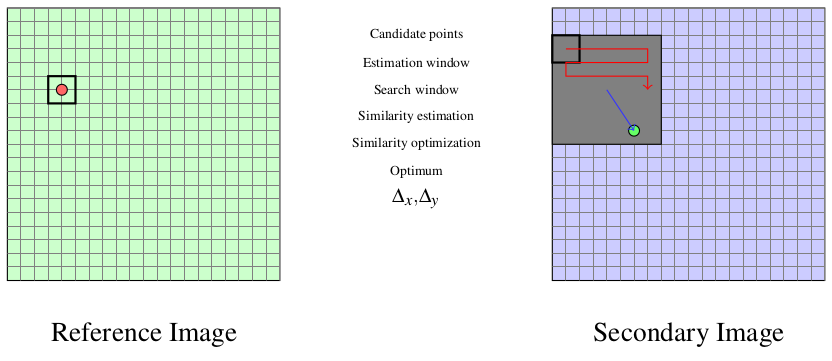 Candidate points
Estimation window
Search window
Similarity estimation
Similarity optimization
Optimum
Δx,Δy
Reference Image
Secondary Image